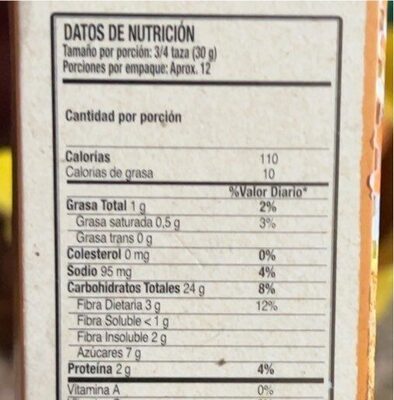 DATOS DE NUTRICIÓN
Tamaño por porción: 3/4 taza (30 g)
Porciones por empaque: Aprox. 12
Cantidad por porción
Calorías 110
Calorías de grasa 10
%Valor Diario*
Grasa Total 1 g 2%
Grasa saturada 0,5 g 3%
Grasa trans 0 g
Colesterol 0 mg 0%
Sodio 95 mg 4%
Carbohidratos Totales 24 g 8%
Fibra Dietaria 3 g 12%
Fibra Soluble < 1 g
Fibra Insoluble 2 g
Azúcares 7 g
Proteína 2 g 4%
Vitamina A 0%